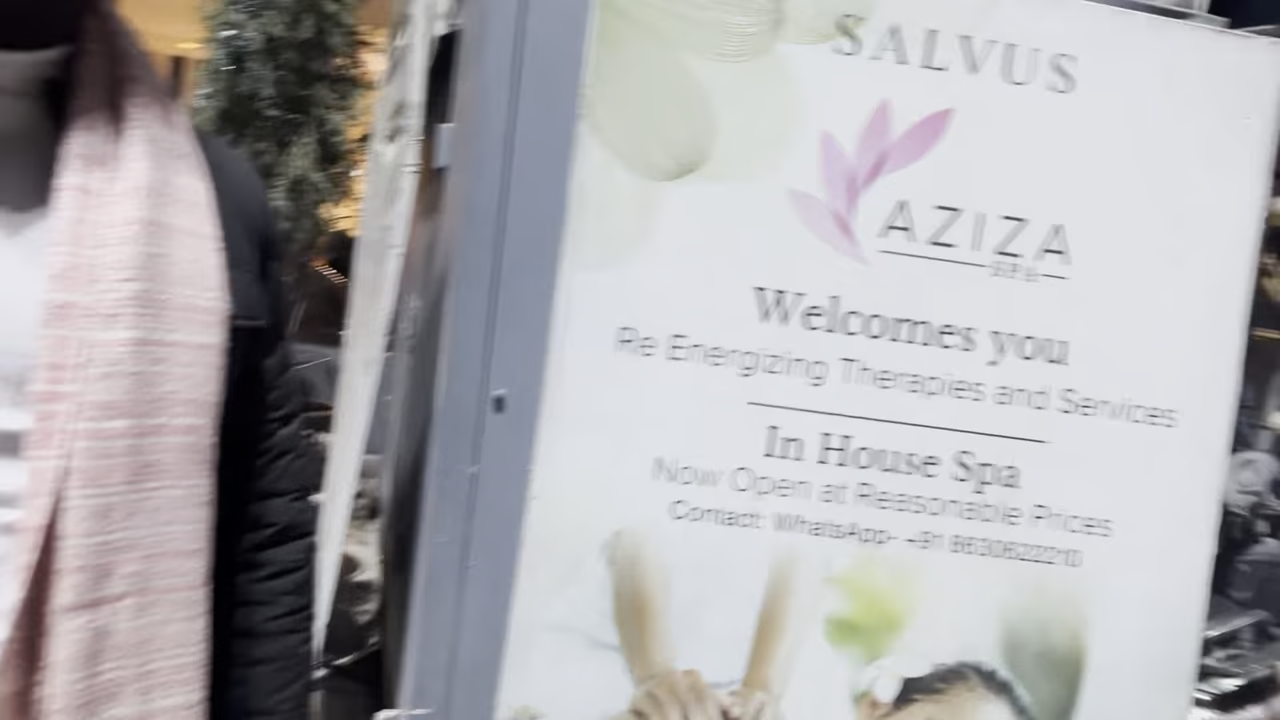 SALVUS
AZIZA
SPA
Welcomes you
Re Energizing Therapies and Services
In House Spa
Now Open at Reasonable Prices
Contact: WhatsApp- +91